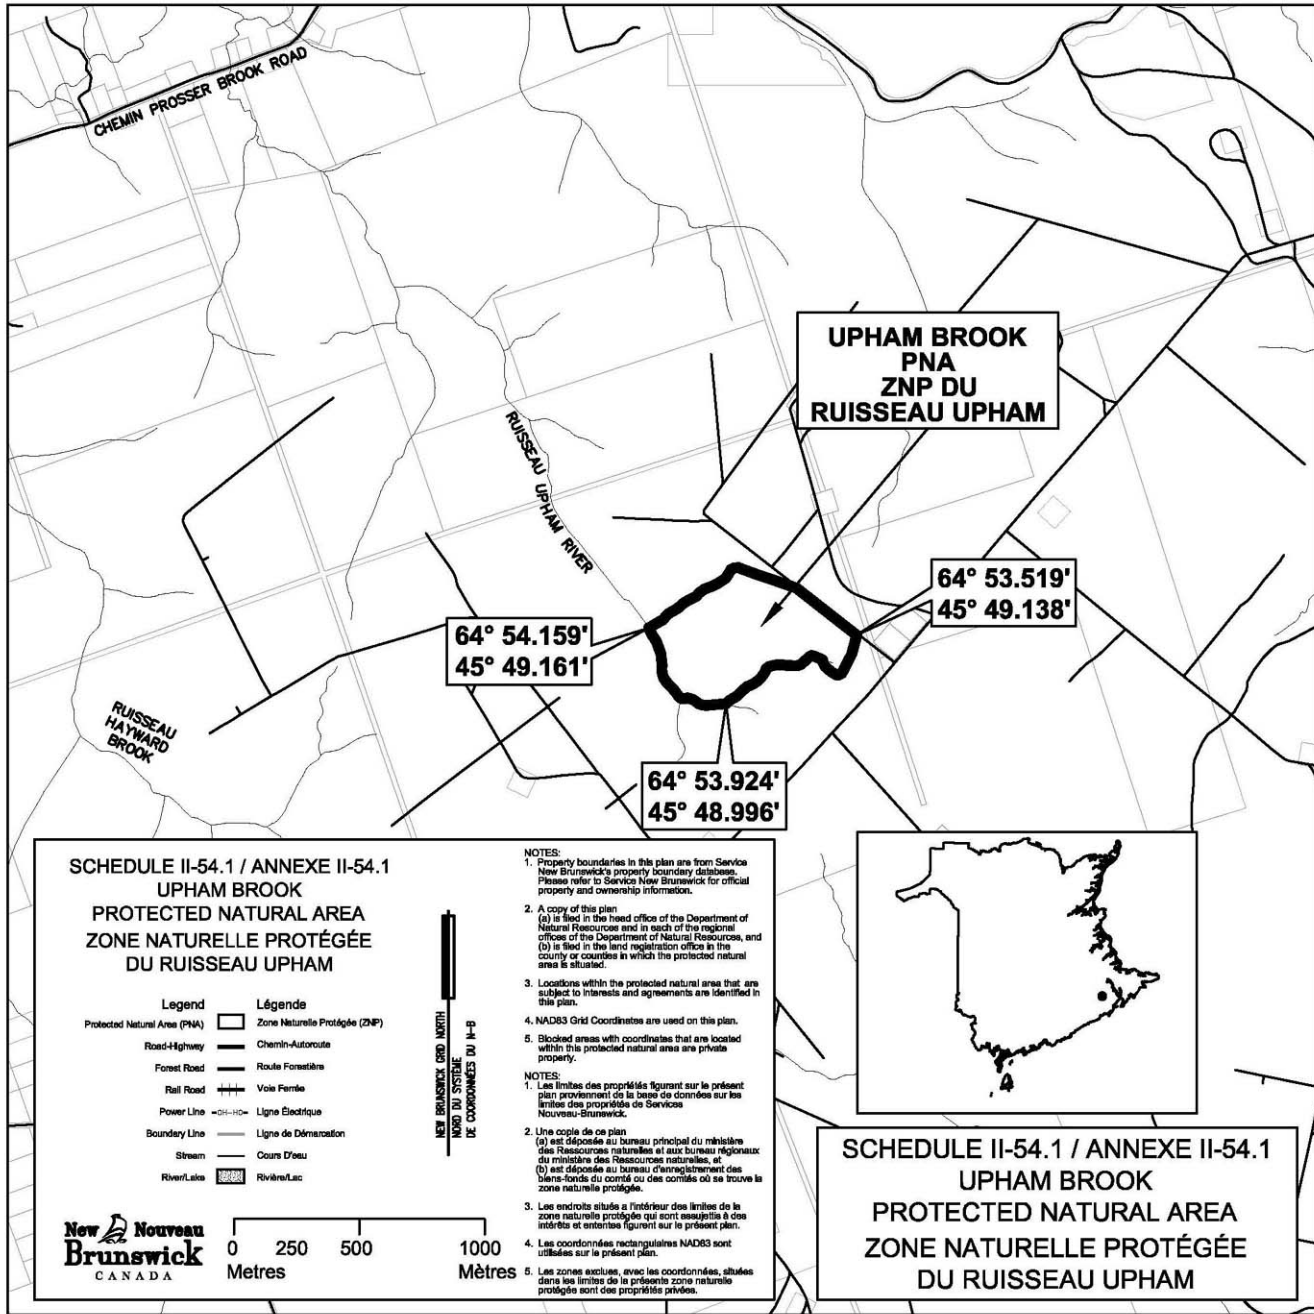 CHEMIN PROSSER BROOK ROAD
UPHAM BROOK
PNA
ZNP DU
RUISSEAU UPHAM
RUISSEAU UPHAM RIVER
64° 53.519'
45° 49.138'
64° 54.159'
45° 49.161'
RUISSEAU
HAYWARD
BROOK
64° 53.924'
45° 48.996'
SCHEDULE II-54.1 / ANNEXE II-54.1
UPHAM BROOK
PROTECTED NATURAL AREA
ZONE NATURELLE PROTÉGÉE
DU RUISSEAU UPHAM
Legend Légende
Protected Natural Area (PNA) Zone Naturelle Protégée (ZNP)
Road-Highway Chemin-Autoroute
Forest Road Route Forestière
Rail Road Voie Ferrée
Power Line Ligne Électrique
Boundary Line Ligne de Démarcation
Stream Cours D'eau
River/Lake Rivière/Lac
NEW BRUNSWICK GRID NORTH
NORD DU SYSTÈME
DE COORDONNÉES DU N-B
New Nouveau
Brunswick
CANADA
0 250 500 1000
Metres Mètres
NOTES:
1. Property boundaries in this plan are from Service
New Brunswick's property boundary database.
Please refer to Service New Brunswick for official
property and ownership information.
2. A copy of this plan
(a) is filed in the head office of the Department of
Natural Resources and in each of the regional
offices of the Department of Natural Resources, and
(b) is filed in the land registration office in the
county or counties in which the protected natural
area is situated.
3. Locations within the protected natural area that are
subject to interests and agreements are identified in
this plan.
4. NAD83 Grid Coordinates are used on this plan.
5. Blocked areas with coordinates that are located
within this protected natural area are private
property.
NOTES:
1. Les limites des propriétés figurant sur le présent
plan proviennent de la base de données sur les
limites des propriétés de Services
Nouveau-Brunswick.
2. Une copie de ce plan
(a) est déposée au bureau principal du ministère
des Ressources naturelles et aux bureau régionaux
du ministère des Ressources naturelles, et
(b) est déposée au bureau d'enregistrement des
biens-fonds du comté ou des comtés où se trouve la
zone naturelle protégée.
3. Les endroits situés a l'intérieur des limites de la
zone naturelle protégée qui sont assujettis à des
intérêts et ententes figurent sur le présent plan.
4. Les coordonnées rectangulaires NAD83 sont
utilisées sur le présent plan.
5. Les zones exclues, avec les coordonnées, situées
dans les limites de la présente zone naturelle
protégée sont des propriétés privées.
SCHEDULE II-54.1 / ANNEXE II-54.1
UPHAM BROOK
PROTECTED NATURAL AREA
ZONE NATURELLE PROTÉGÉE
DU RUISSEAU UPHAM